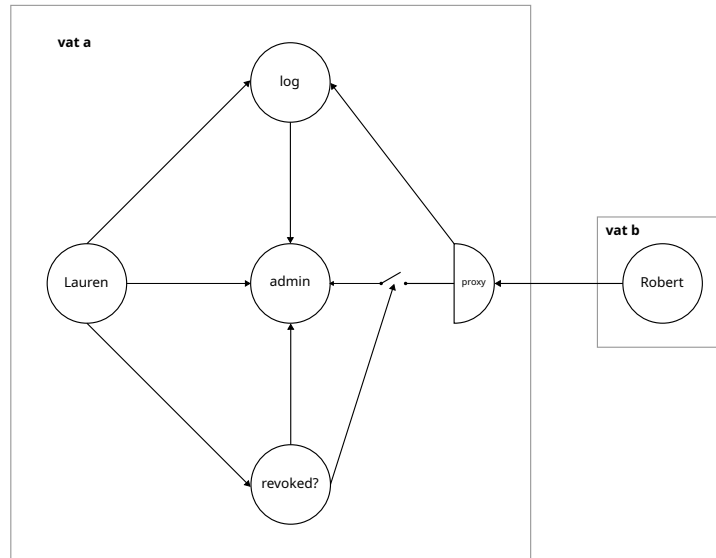 vat a
log
vat b
Lauren
admin
proxy
Robert
revoked?